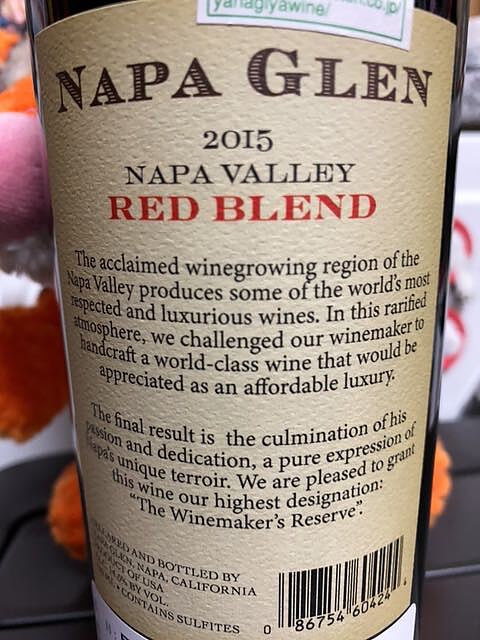 yanagiyawine/
.co.jp/
NAPA GLEN
2015
NAPA VALLEY
RED BLEND
The acclaimed winegrowing region of the
Napa Valley produces some of the world's most
respected and luxurious wines. In this rarified
atmosphere, we challenged our winemaker to
handcraft a world-class wine that would be
appreciated as an affordable luxury.
The final result is the culmination of his
passion and dedication, a pure expression of
Napa's unique terroir. We are pleased to grant
this wine our highest designation:
"The Winemaker's Reserve".
AND BOTTLED BY
GLEN, NAPA, CALIFORNIA
PRODUCT OF USA
BY VOL.
• CONTAINS SULFITES
0 86754 60424 4